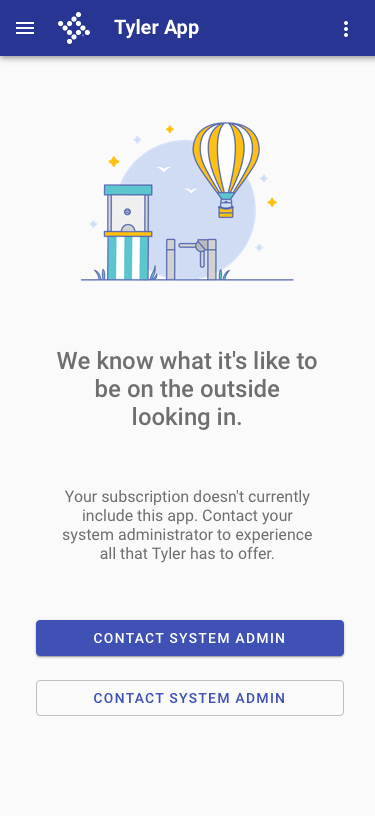 Tyler App
We know what it's like to
be on the outside
looking in.
Your subscription doesn't currently
include this app. Contact your
system administrator to experience
all that Tyler has to offer.
CONTACT SYSTEM ADMIN
CONTACT SYSTEM ADMIN